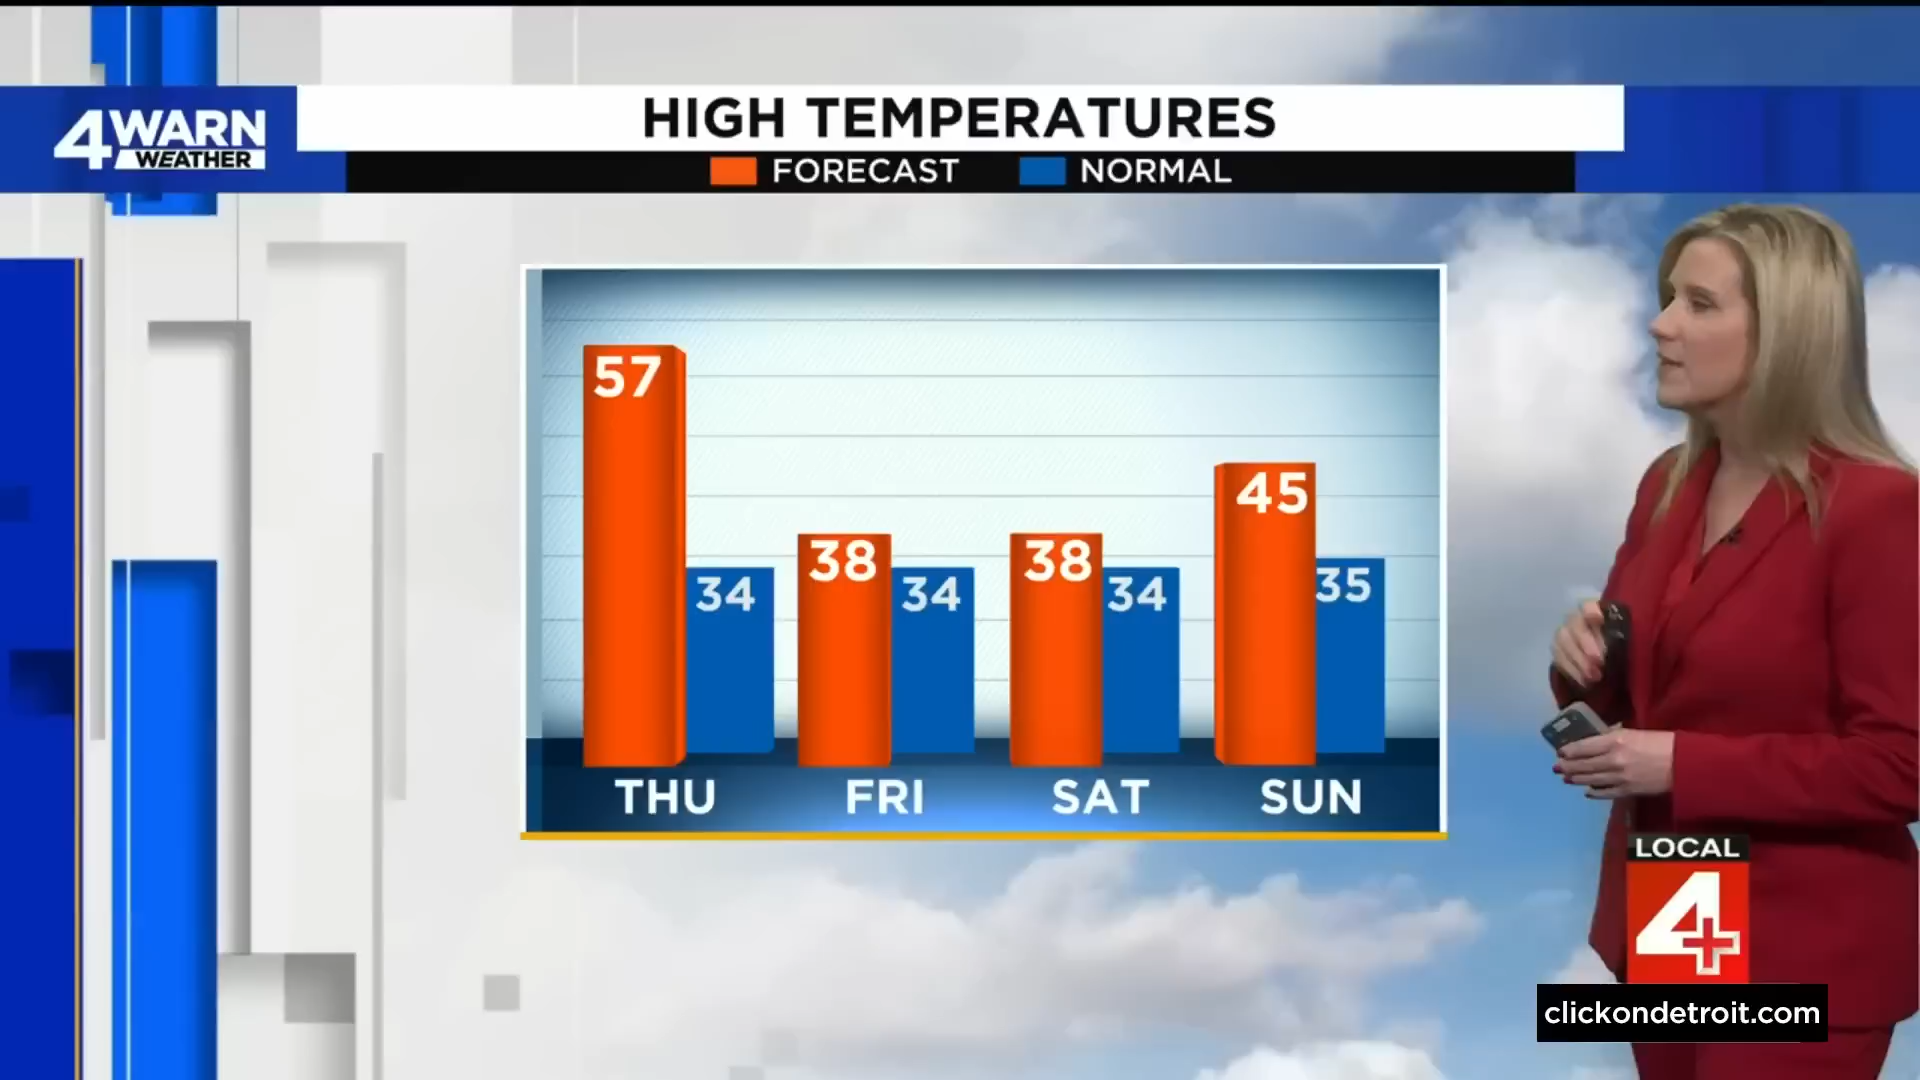 HIGH TEMPERATURES
4WARN
WEATHER
FORECAST NORMAL
57
34
38
34
38
34
45
35
THU FRI SAT SUN
LOCAL
4+
clickondetroit.com